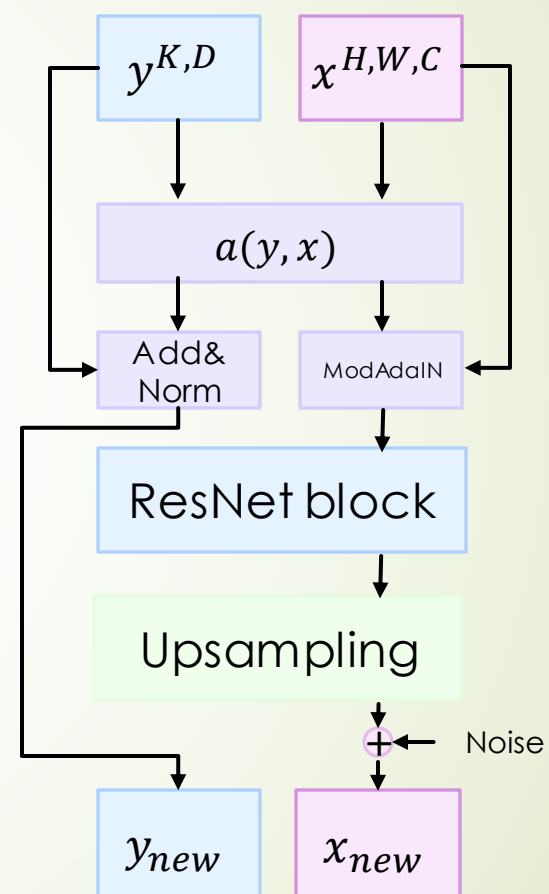 y^{K,D}
x^{H,W,C}
a(y, x)
Add&
Norm
ModAdaIN
ResNet block
Upsampling
+
Noise
y_{new}
x_{new}